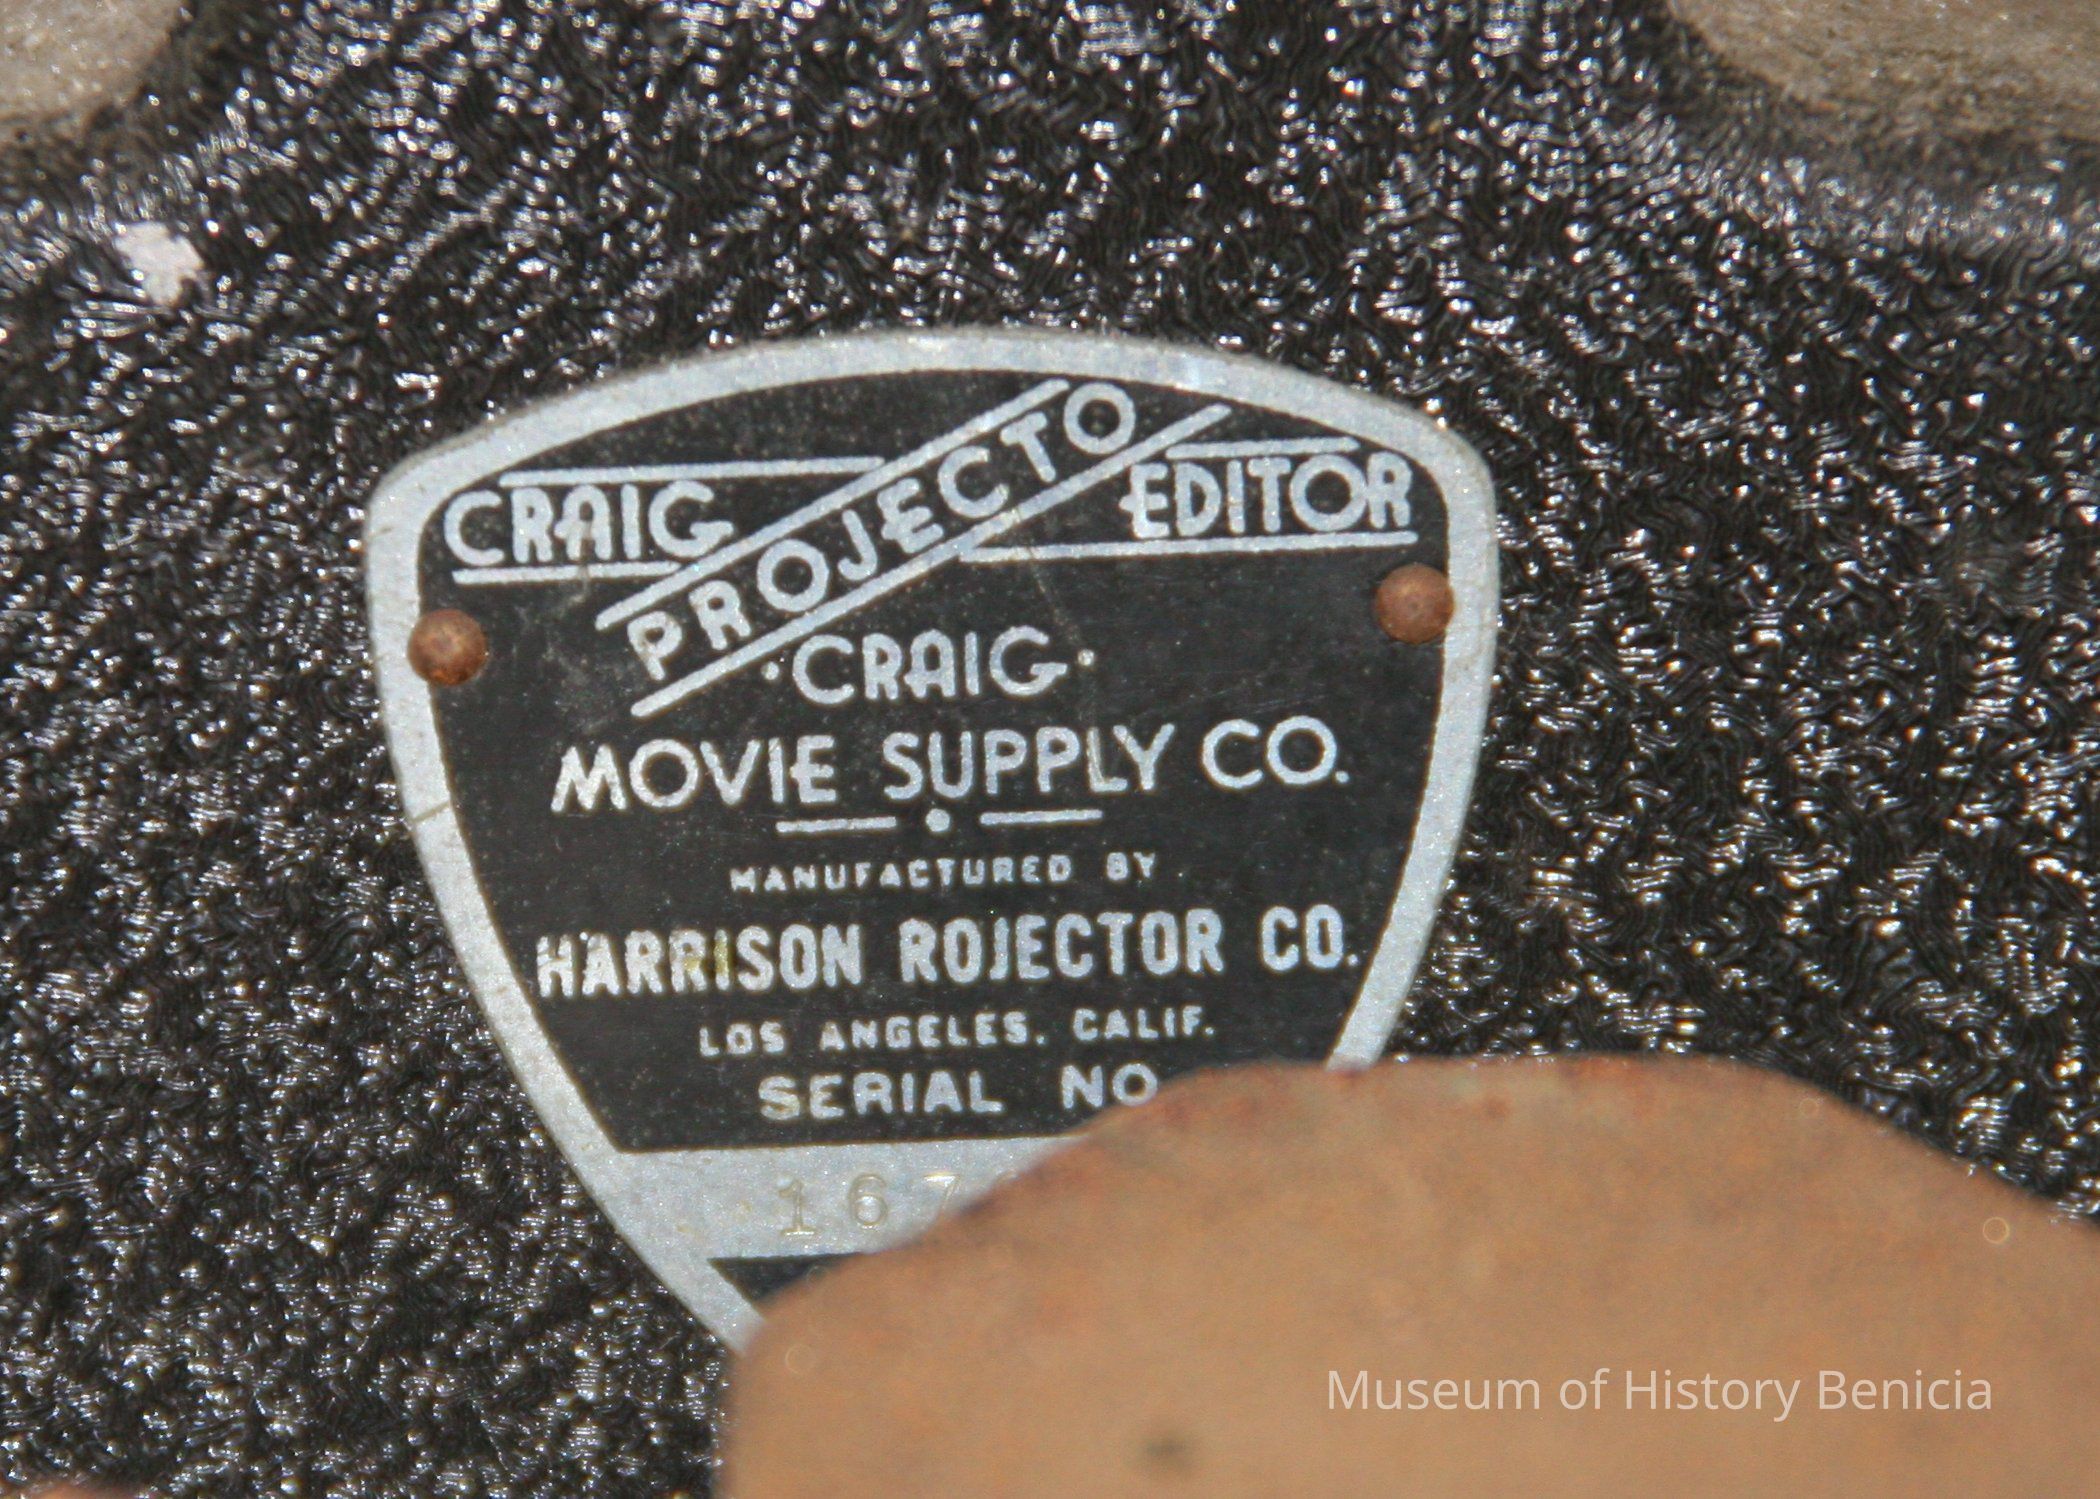 CRAIG PROJECTO EDITOR
·CRAIG·
MOVIE SUPPLY CO.
MANUFACTURED BY
HARRISON ROJECTOR CO.
LOS ANGELES, CALIF.
SERIAL NO
167
Museum of History Benicia